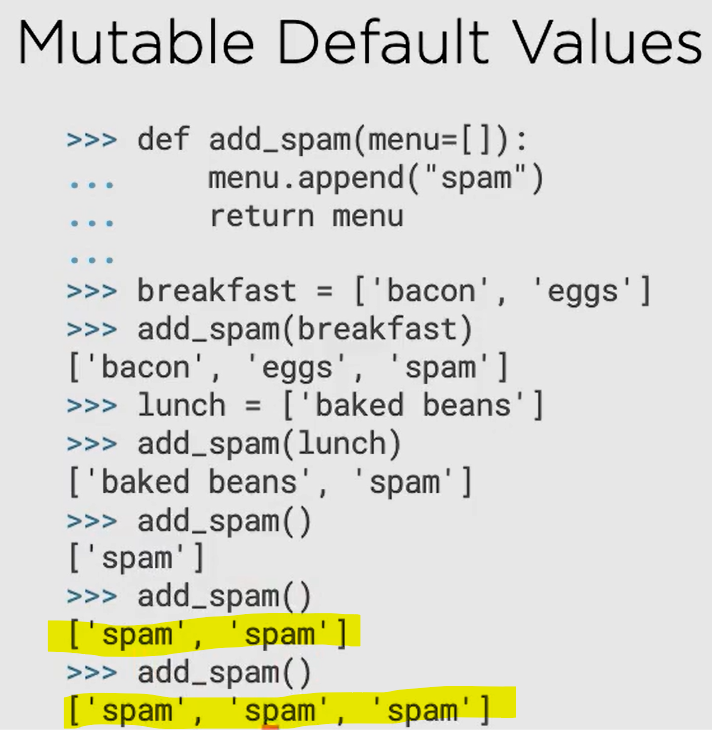 Mutable Default Values
>>> def add_spam(menu=[]):
...     menu.append("spam")
...     return menu
...
>>> breakfast = ['bacon', 'eggs']
>>> add_spam(breakfast)
['bacon', 'eggs', 'spam']
>>> lunch = ['baked beans']
>>> add_spam(lunch)
['baked beans', 'spam']
>>> add_spam()
['spam']
>>> add_spam()
['spam', 'spam']
>>> add_spam()
['spam', 'spam', 'spam']